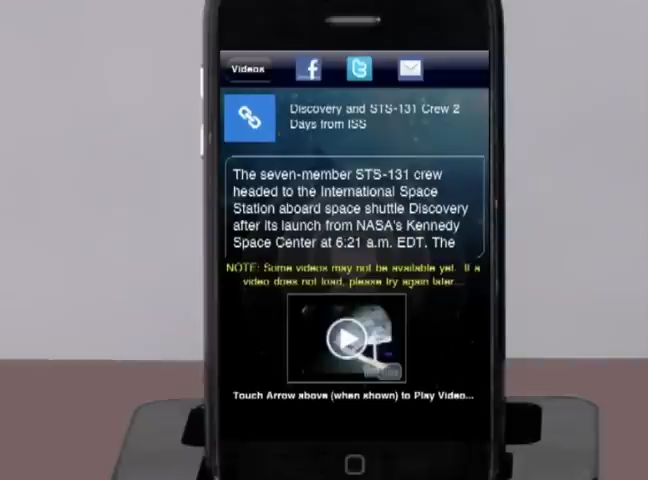 Videos
Discovery and STS-131 Crew 2
Days from ISS
The seven-member STS-131 crew
headed to the International Space
Station aboard space shuttle Discovery
after its launch from NASA's Kennedy
Space Center at 6:21 a.m. EDT. The
NOTE: Some videos may not be available yet. If a
video does not load, please try again later...
Touch Arrow above (when shown) to Play Video...